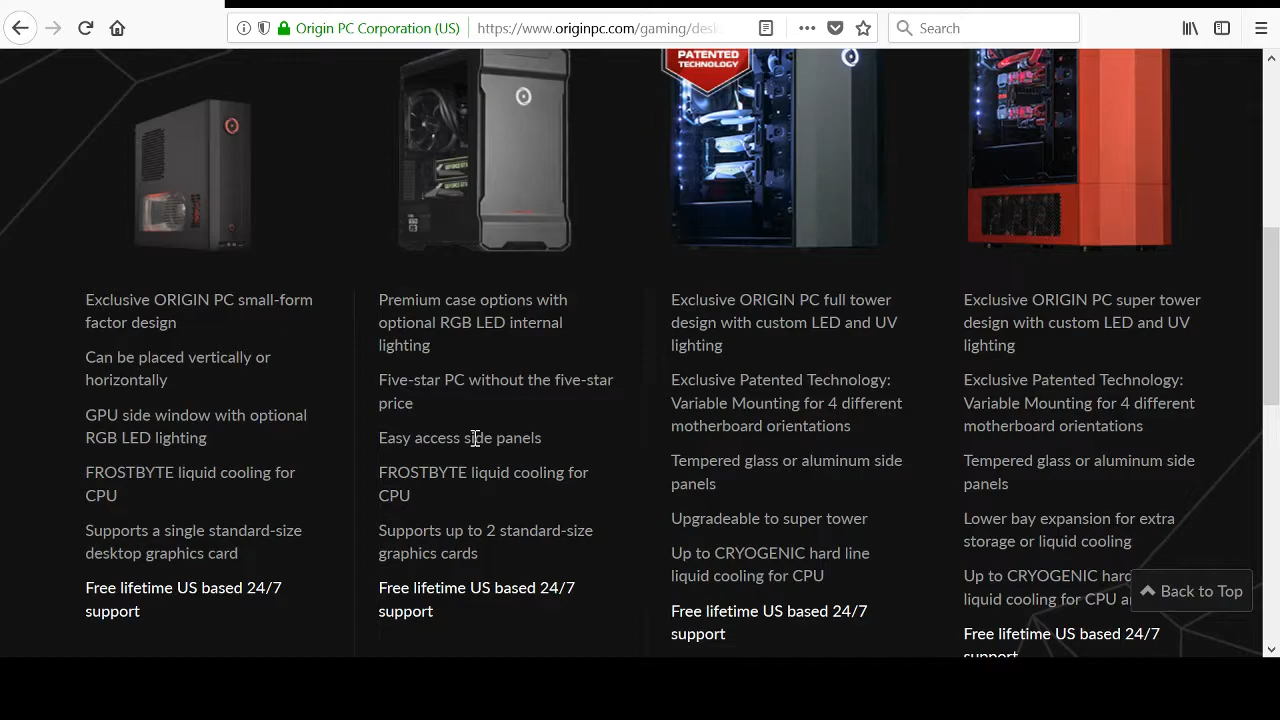 Origin PC Corporation (US)
https://www.originpc.com/gaming/desk
Search
PATENTED
TECHNOLOGY
Exclusive ORIGIN PC small-form
factor design
Can be placed vertically or
horizontally
GPU side window with optional
RGB LED lighting
FROSTBYTE liquid cooling for
CPU
Supports a single standard-size
desktop graphics card
Free lifetime US based 24/7
support
Premium case options with
optional RGB LED internal
lighting
Five-star PC without the five-star
price
Easy access side panels
FROSTBYTE liquid cooling for
CPU
Supports up to 2 standard-size
graphics cards
Free lifetime US based 24/7
support
Exclusive ORIGIN PC full tower
design with custom LED and UV
lighting
Exclusive Patented Technology:
Variable Mounting for 4 different
motherboard orientations
Tempered glass or aluminum side
panels
Upgradeable to super tower
Up to CRYOGENIC hard line
liquid cooling for CPU
Free lifetime US based 24/7
support
Exclusive ORIGIN PC super tower
design with custom LED and UV
lighting
Exclusive Patented Technology:
Variable Mounting for 4 different
motherboard orientations
Tempered glass or aluminum side
panels
Lower bay expansion for extra
storage or liquid cooling
Up to CRYOGENIC hard
liquid cooling for CPU
Free lifetime US based 24/7
support
Back to Top